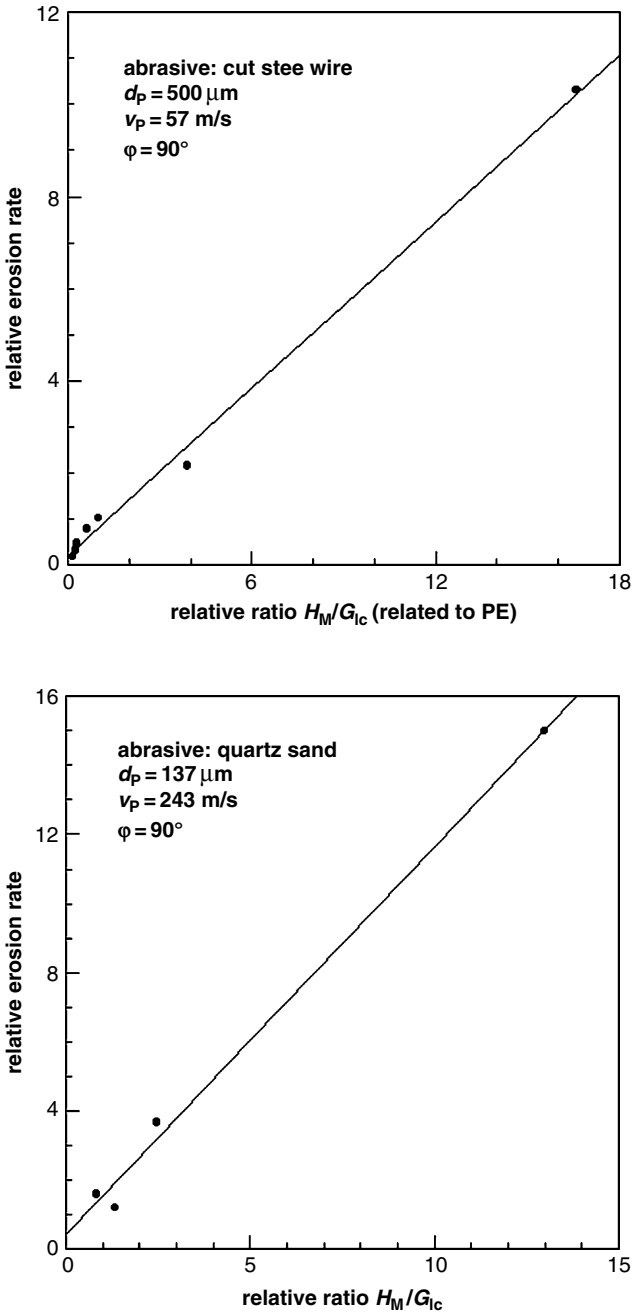 12
abrasive: cut stee wire
dP = 500 μm
vP = 57 m/s
φ = 90°
8
relative erosion rate
4
0
0 6 12 18
relative ratio HM/GIc (related to PE)
16
abrasive: quartz sand
dP = 137 μm
vP = 243 m/s
φ = 90°
12
relative erosion rate
8
4
0
0 5 10 15
relative ratio HM/GIc